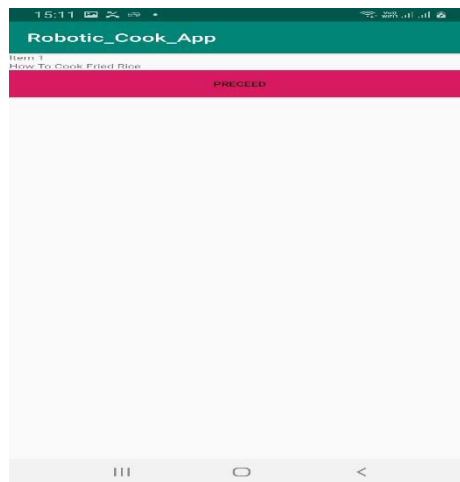 15:11
Robotic_Cook_App
Item 1
How To Cook Fried Rice
PRECEED